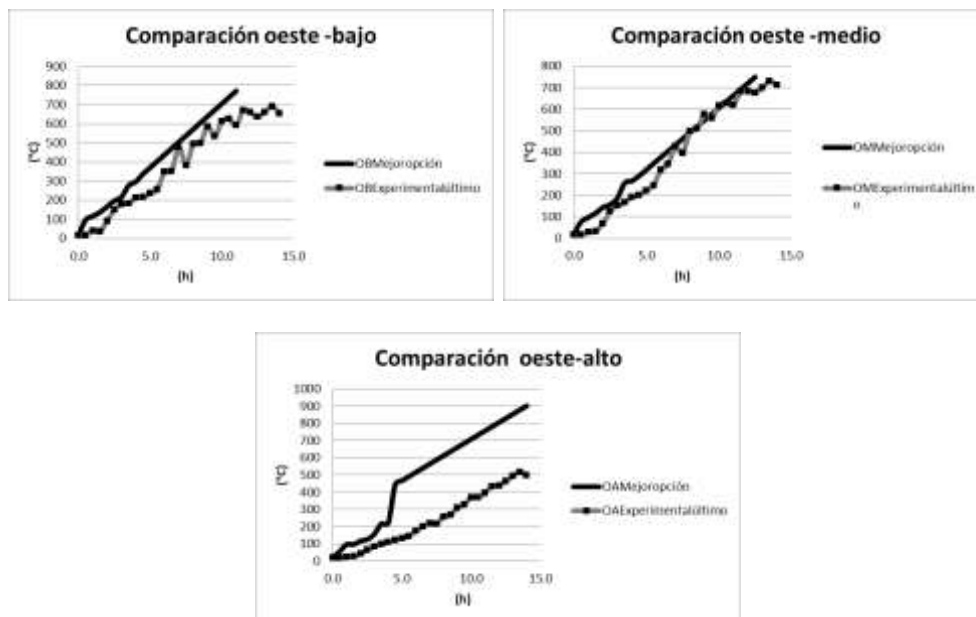 Comparación oeste -bajo
900
800
700
600
500
400
300
200
100
0
(°C)
0.0 5.0 10.0 15.0
(h)
OBMejoropción
OBExperimentalúltimo
Comparación oeste -medio
800
700
600
500
400
300
200
100
0
(°C)
0.0 5.0 10.0 15.0
(h)
OMMejoropción
OMExperimentalúltim
o
Comparación oeste-alto
1000
900
800
700
600
500
400
300
200
100
0
(°C)
0.0 5.0 10.0 15.0
(h)
OAMejoropción
OAExperimentalúltimo